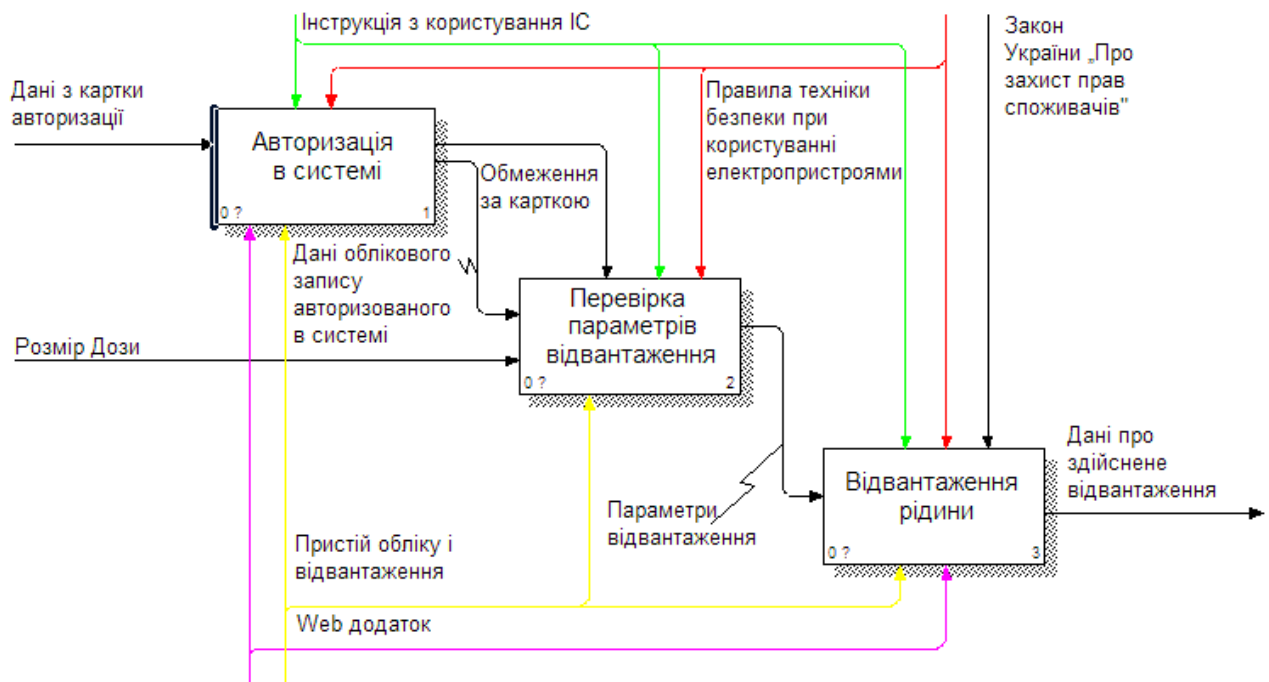 Інструкція з користування ІС
Закон
України „Про
захист прав
споживачів"
Дані з картки
авторизації
Правила техніки
безпеки при
користуванні
електропристроями
Авторизація
в системі
0 ?
1
Обмеження
за карткою
Дані облікового
запису
авторизованого
в системі
Перевірка
параметрів
відвантаження
0 ?
2
Розмір Дози
Дані про
здійснене
відвантаження
Відвантаження
рідини
0 ?
3
Параметри
відвантаження
Пристій обліку і
відвантаження
Web додаток